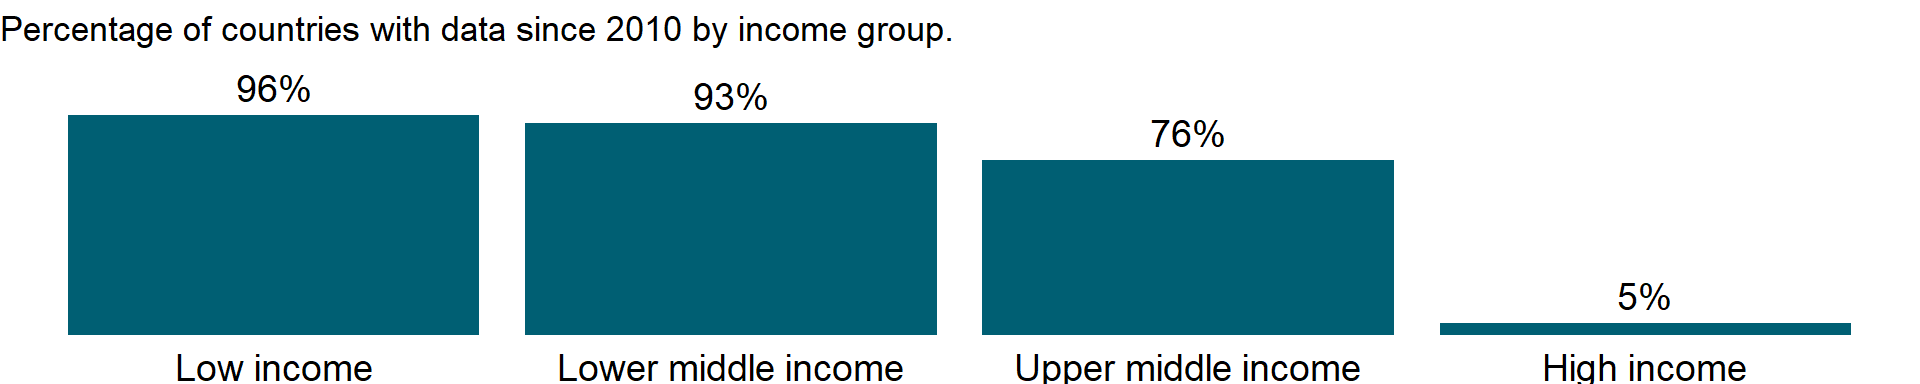 Percentage of countries with data since 2010 by income group.
96%
93%
76%
5%
Low income
Lower middle income
Upper middle income
High income